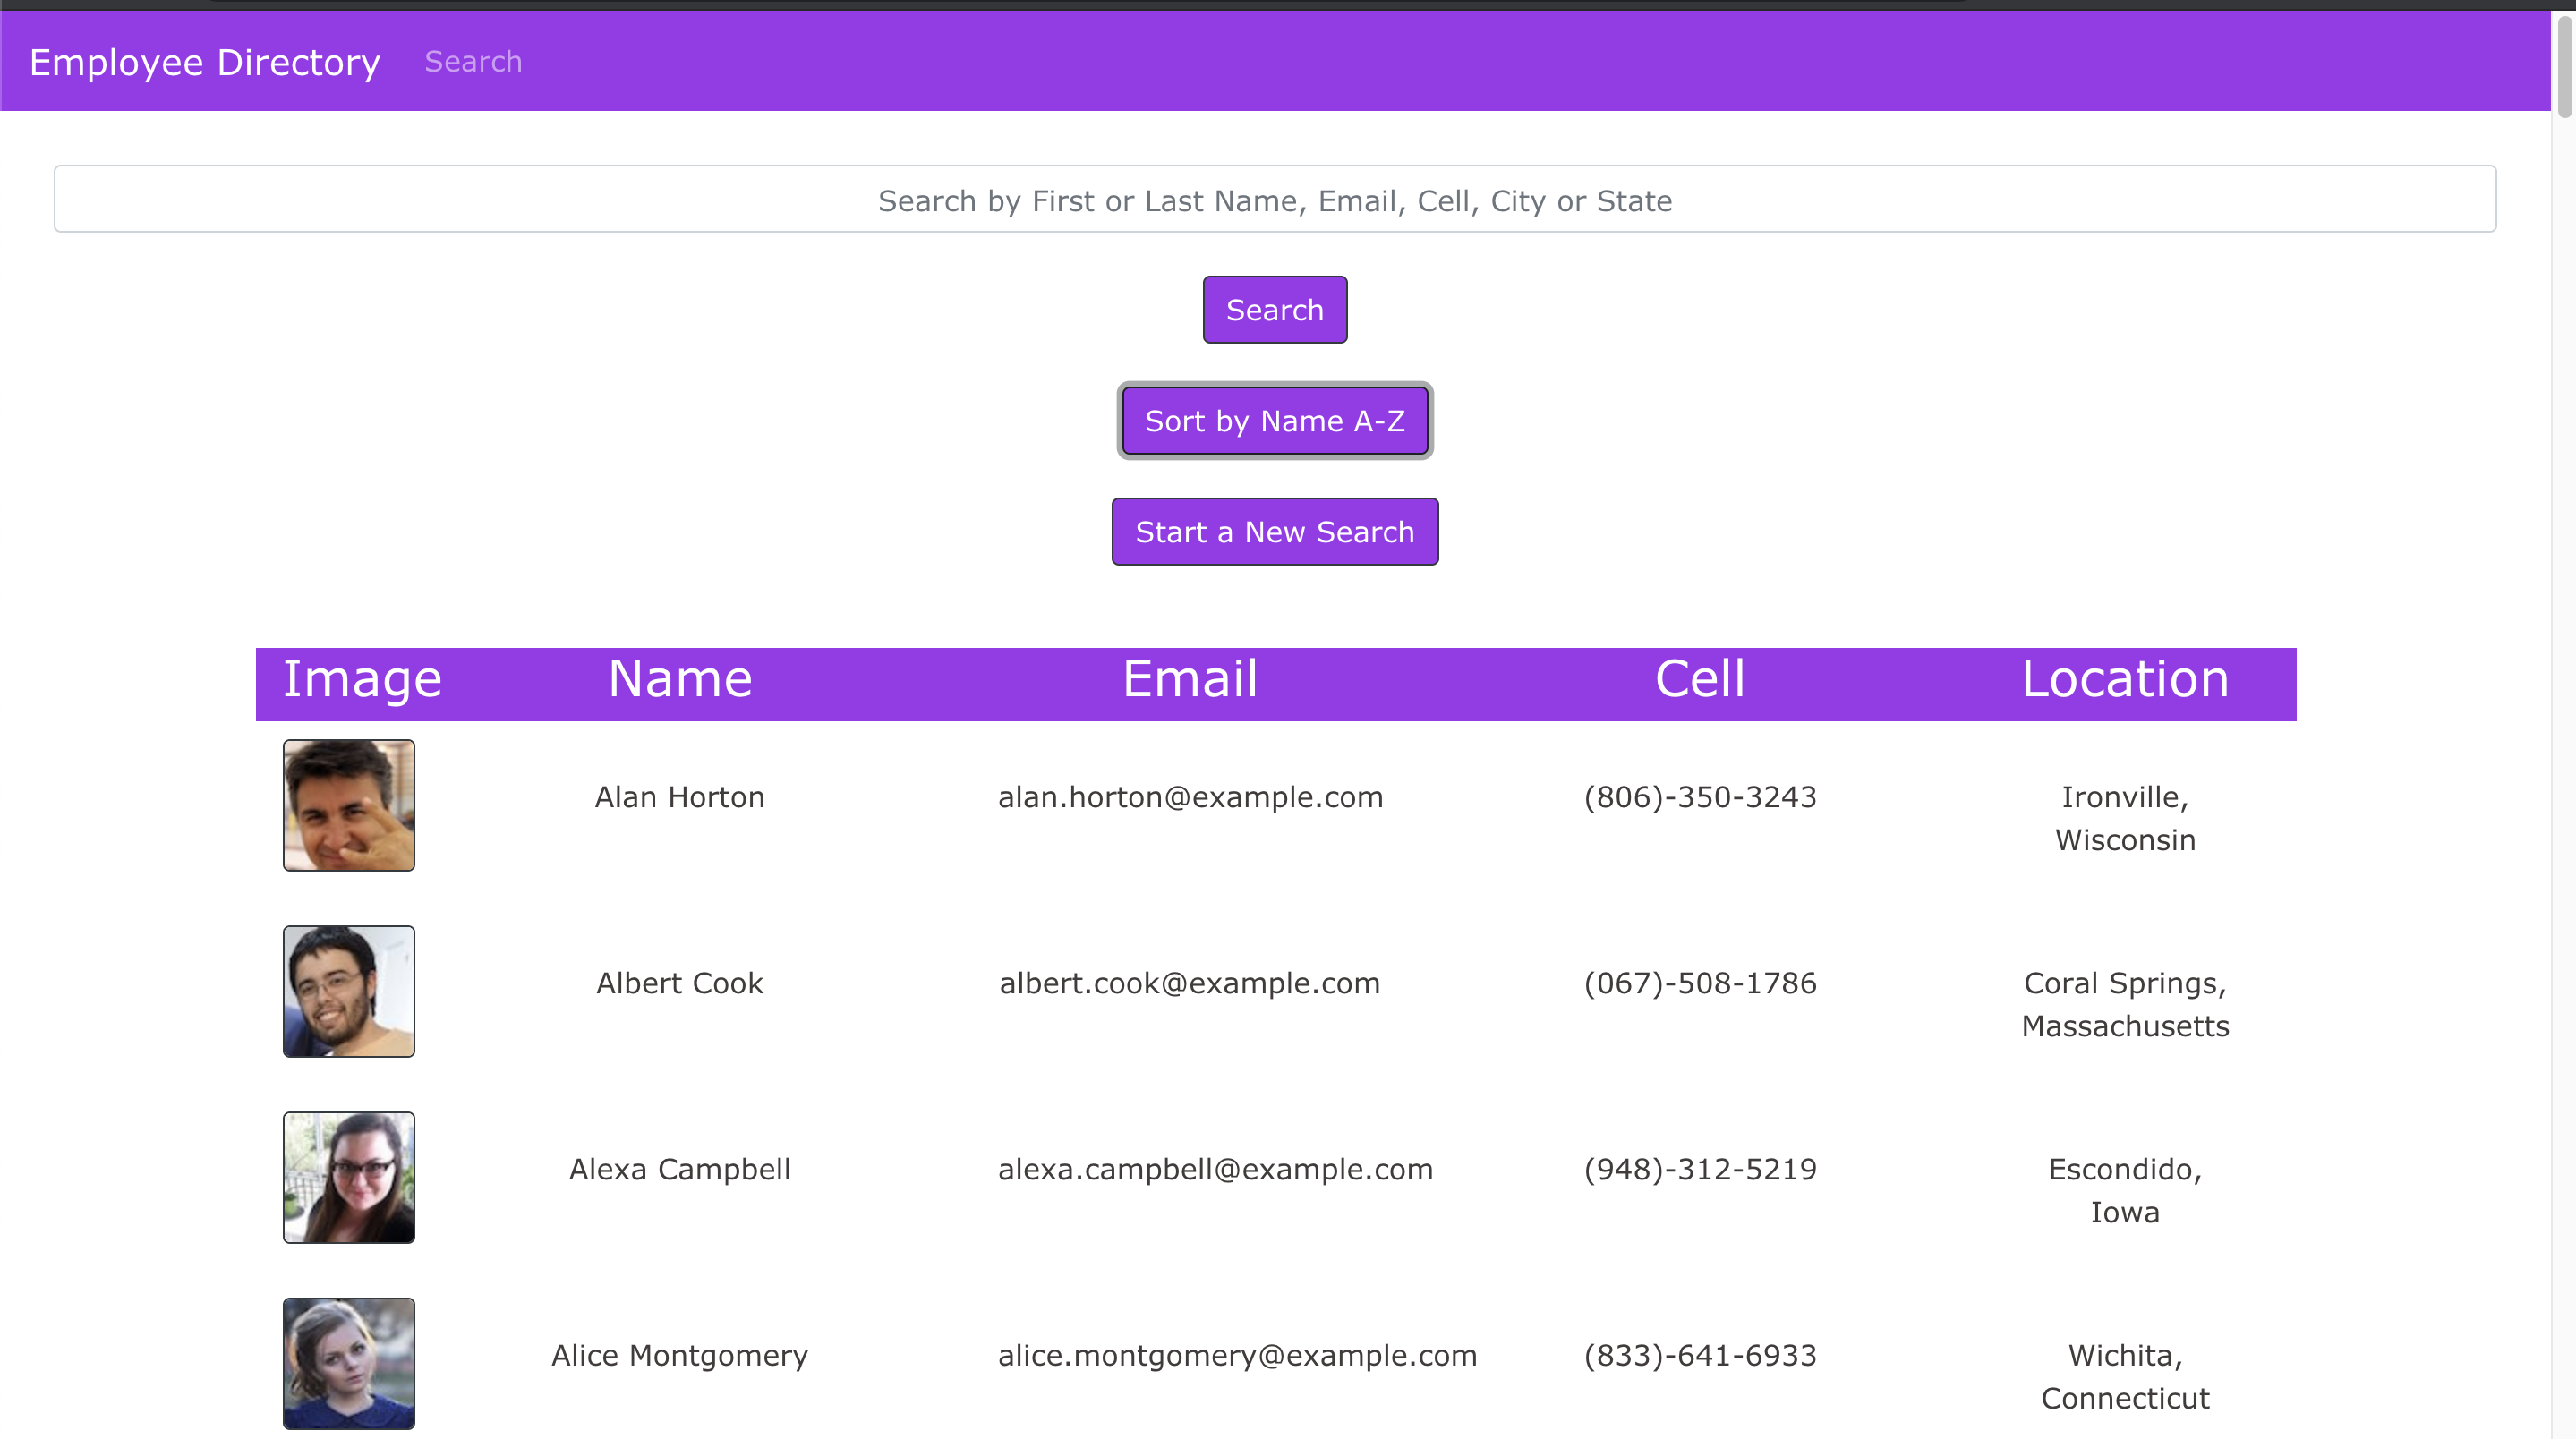 Employee Directory Search
Search by First or Last Name, Email, Cell, City or State
Search
Sort by Name A-Z
Start a New Search
Image Name Email Cell Location
Alan Horton alan.horton@example.com (806)-350-3243 Ironville,
Wisconsin
Albert Cook albert.cook@example.com (067)-508-1786 Coral Springs,
Massachusetts
Alexa Campbell alexa.campbell@example.com (948)-312-5219 Escondido,
Iowa
Alice Montgomery alice.montgomery@example.com (833)-641-6933 Wichita,
Connecticut